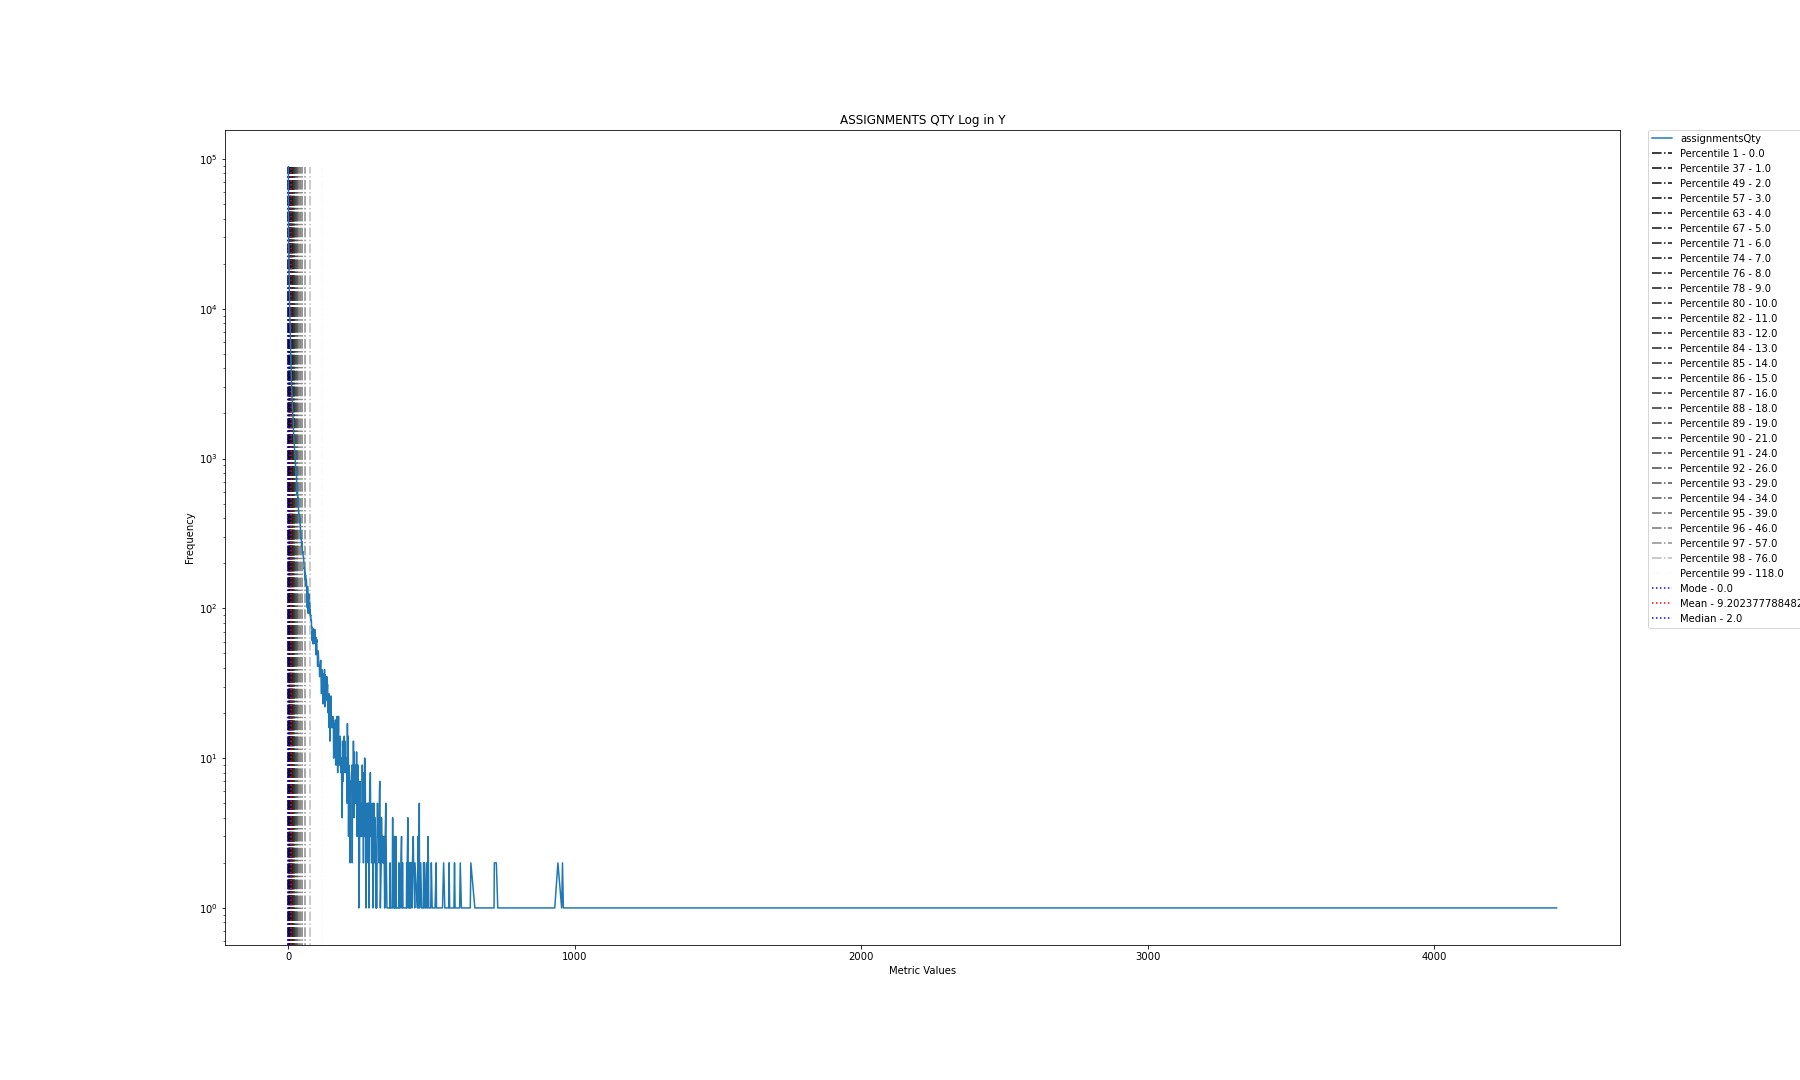 ASSIGNMENTS QTY Log in Y
10⁵
10⁴
10³
10²
10¹
10⁰
Frequency
0 1000 2000 3000 4000
Metric Values
assignmentsQty
Percentile 1 - 0.0
Percentile 37 - 1.0
Percentile 49 - 2.0
Percentile 57 - 3.0
Percentile 63 - 4.0
Percentile 67 - 5.0
Percentile 71 - 6.0
Percentile 74 - 7.0
Percentile 76 - 8.0
Percentile 78 - 9.0
Percentile 80 - 10.0
Percentile 82 - 11.0
Percentile 83 - 12.0
Percentile 84 - 13.0
Percentile 85 - 14.0
Percentile 86 - 15.0
Percentile 87 - 16.0
Percentile 88 - 18.0
Percentile 89 - 19.0
Percentile 90 - 21.0
Percentile 91 - 24.0
Percentile 92 - 26.0
Percentile 93 - 29.0
Percentile 94 - 34.0
Percentile 95 - 39.0
Percentile 96 - 46.0
Percentile 97 - 57.0
Percentile 98 - 76.0
Percentile 99 - 118.0
Mode - 0.0
Mean - 9.202377788482
Median - 2.0